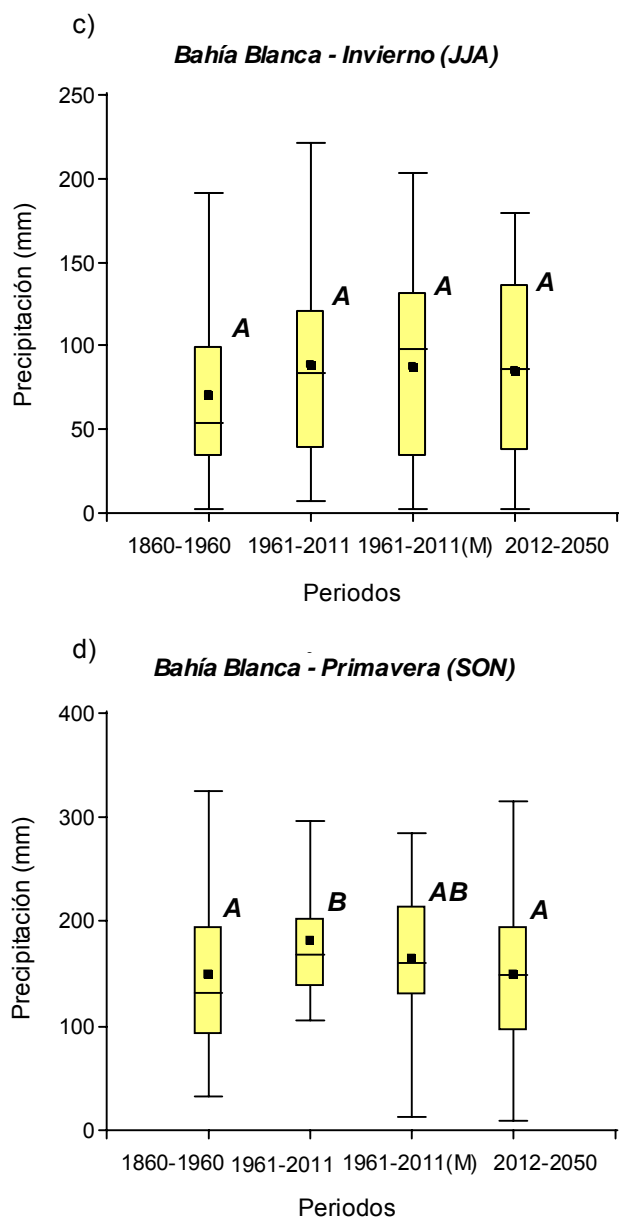 c)
Bahía Blanca - Invierno (JJA)
250
200
150
100
50
0
Precipitación (mm)
A
A
A
A
1860-1960 1961-2011 1961-2011(M) 2012-2050
Periodos
d)
Bahía Blanca - Primavera (SON)
400
300
200
100
0
Precipitación (mm)
A
B
AB
A
1860-1960 1961-2011 1961-2011(M) 2012-2050
Periodos